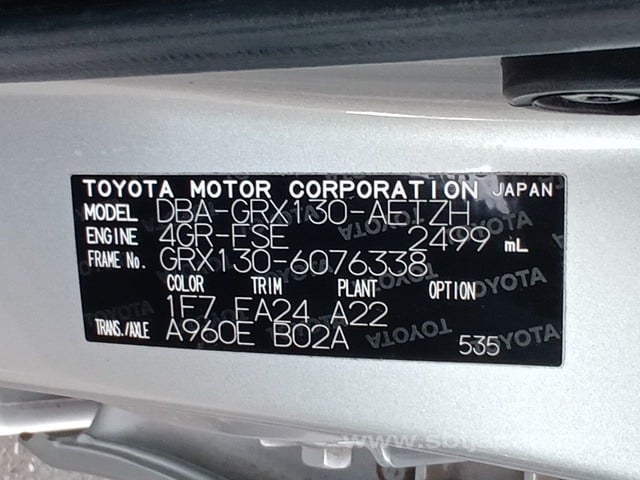 TOYOTA MOTOR CORPORATION JAPAN
MODEL DBA-GRX130-AETZH
ENGINE 4GR-FSE 2499 mL
FRAME No. GRX130-6076338
COLOR TRIM PLANT OPTION
1F7 EA24 A22
TRANS./AXLE A960E B02A
535